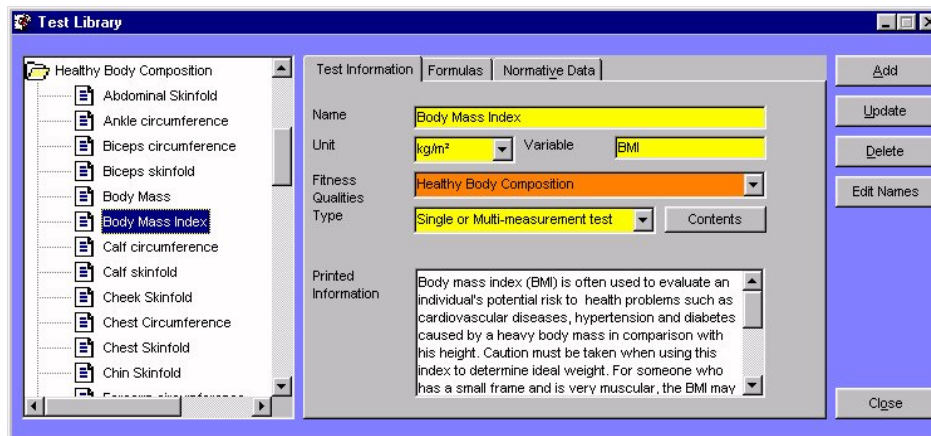 Test Library
Healthy Body Composition
Abdominal Skinfold
Ankle circumference
Biceps circumference
Biceps skinfold
Body Mass
Body Mass Index
Calf circumference
Calf skinfold
Cheek Skinfold
Chest Circumference
Chest Skinfold
Chin Skinfold
Test Information
Formulas
Normative Data
Name
Body Mass Index
Unit
kg/m²
Variable
BMI
Fitness
Qualities
Healthy Body Composition
Type
Single or Multi-measurement test
Contents
Printed
Information
Body mass index (BMI) is often used to evaluate an
individual's potential risk to health problems such as
cardiovascular diseases, hypertension and diabetes
caused by a heavy body mass in comparison with
his height. Caution must be taken when using this
index to determine ideal weight. For someone who
has a small frame and is very muscular, the BMI may
Add
Update
Delete
Edit Names
Close